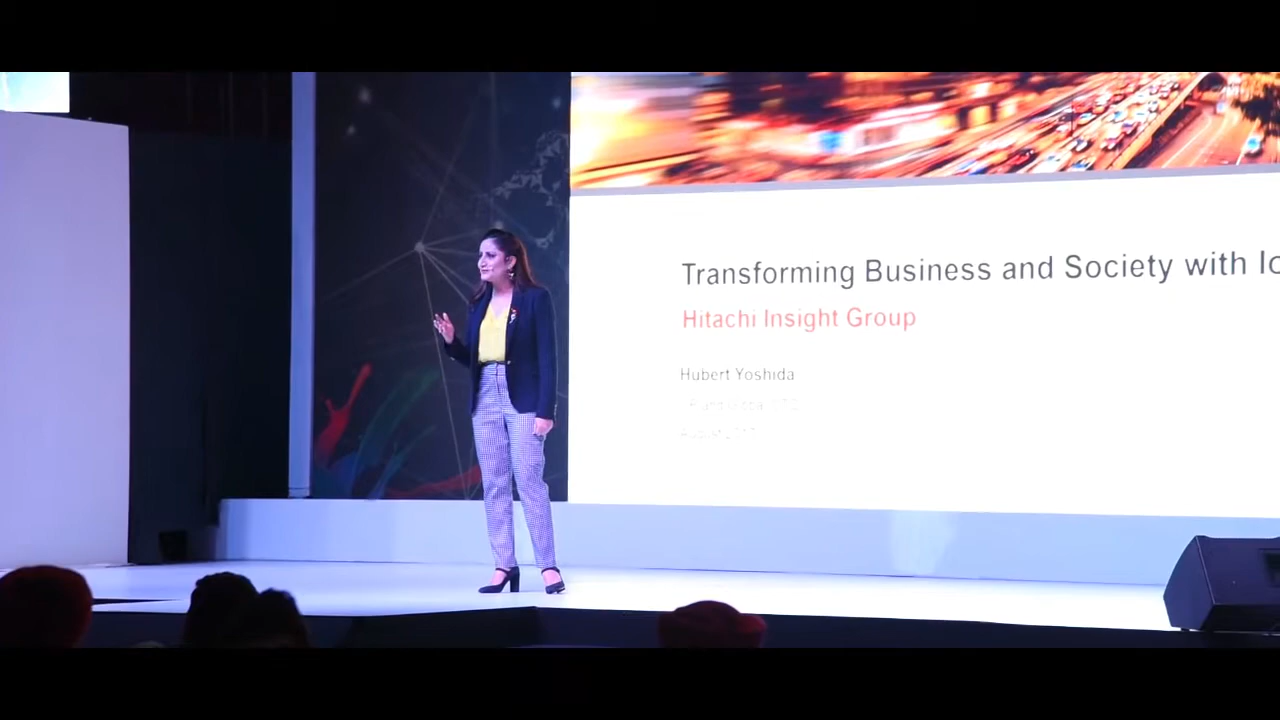 Transforming Business and Society with Io
Hitachi Insight Group
Hubert Yoshida